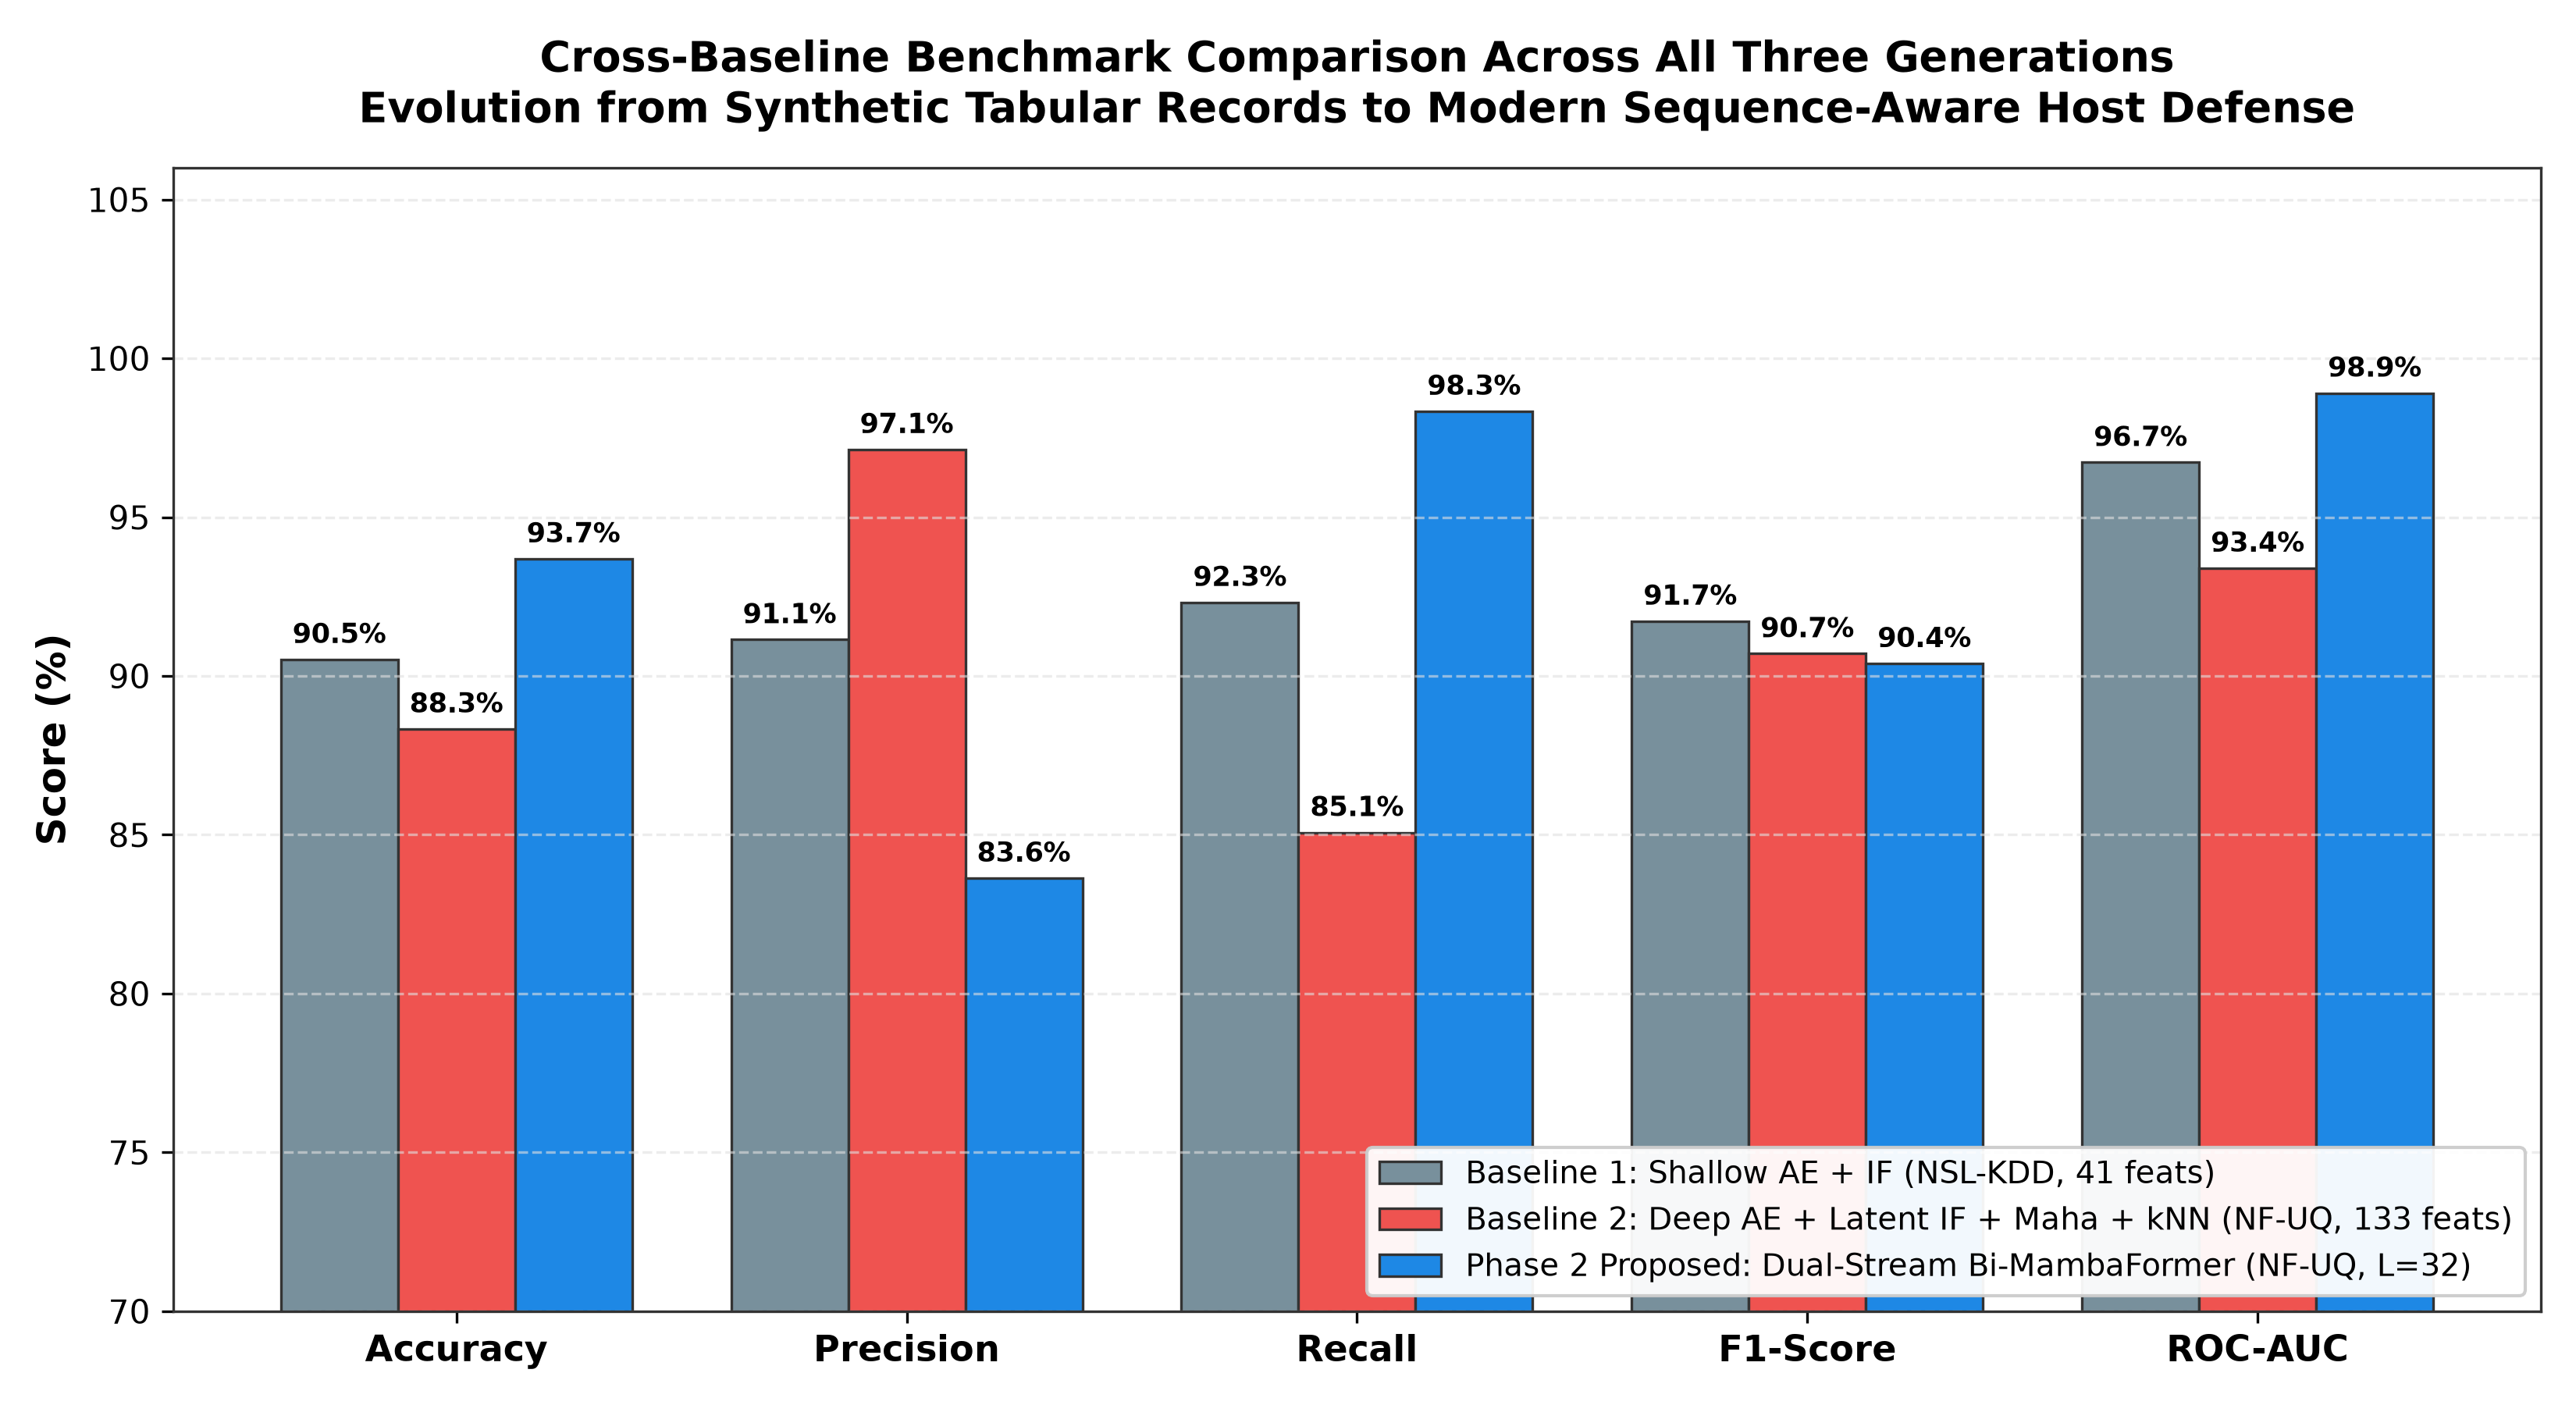 Cross-Baseline Benchmark Comparison Across All Three Generations
Evolution from Synthetic Tabular Records to Modern Sequence-Aware Host Defense
Score (%)
105
100
95
90
85
80
75
70
90.5%
88.3%
93.7%
91.1%
97.1%
83.6%
92.3%
85.1%
98.3%
91.7%
90.7%
90.4%
96.7%
93.4%
98.9%
Baseline 1: Shallow AE + IF (NSL-KDD, 41 feats)
Baseline 2: Deep AE + Latent IF + Maha + kNN (NF-UQ, 133 feats)
Phase 2 Proposed: Dual-Stream Bi-MambaFormer (NF-UQ, L=32)
Accuracy
Precision
Recall
F1-Score
ROC-AUC